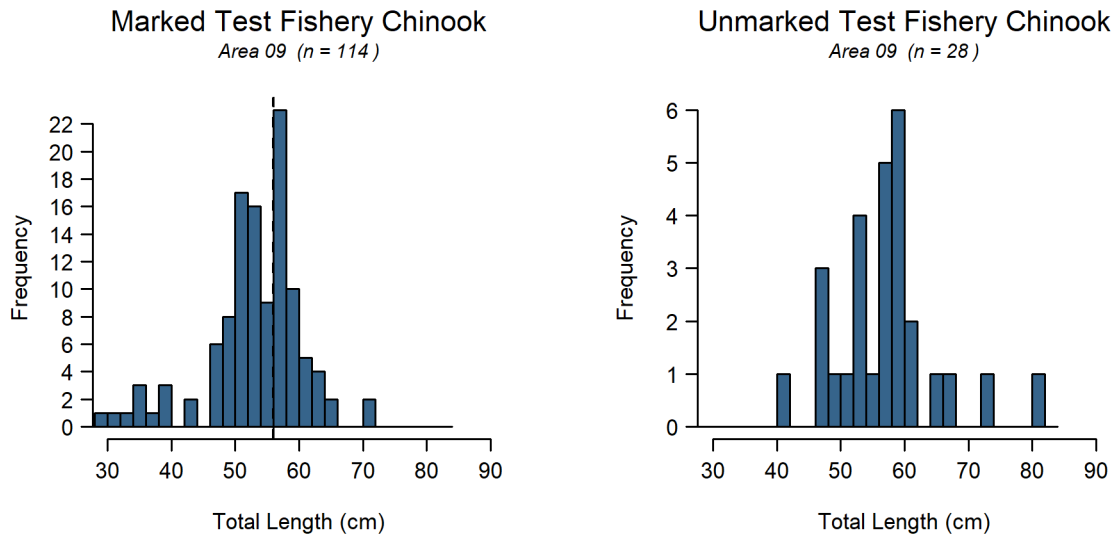 Marked Test Fishery Chinook
Area 09 (n = 114 )
22
20
18
16
14
12
10
8
6
4
2
0
Frequency
30 40 50 60 70 80 90
Total Length (cm)
Unmarked Test Fishery Chinook
Area 09 (n = 28 )
6
5
4
3
2
1
0
Frequency
30 40 50 60 70 80 90
Total Length (cm)